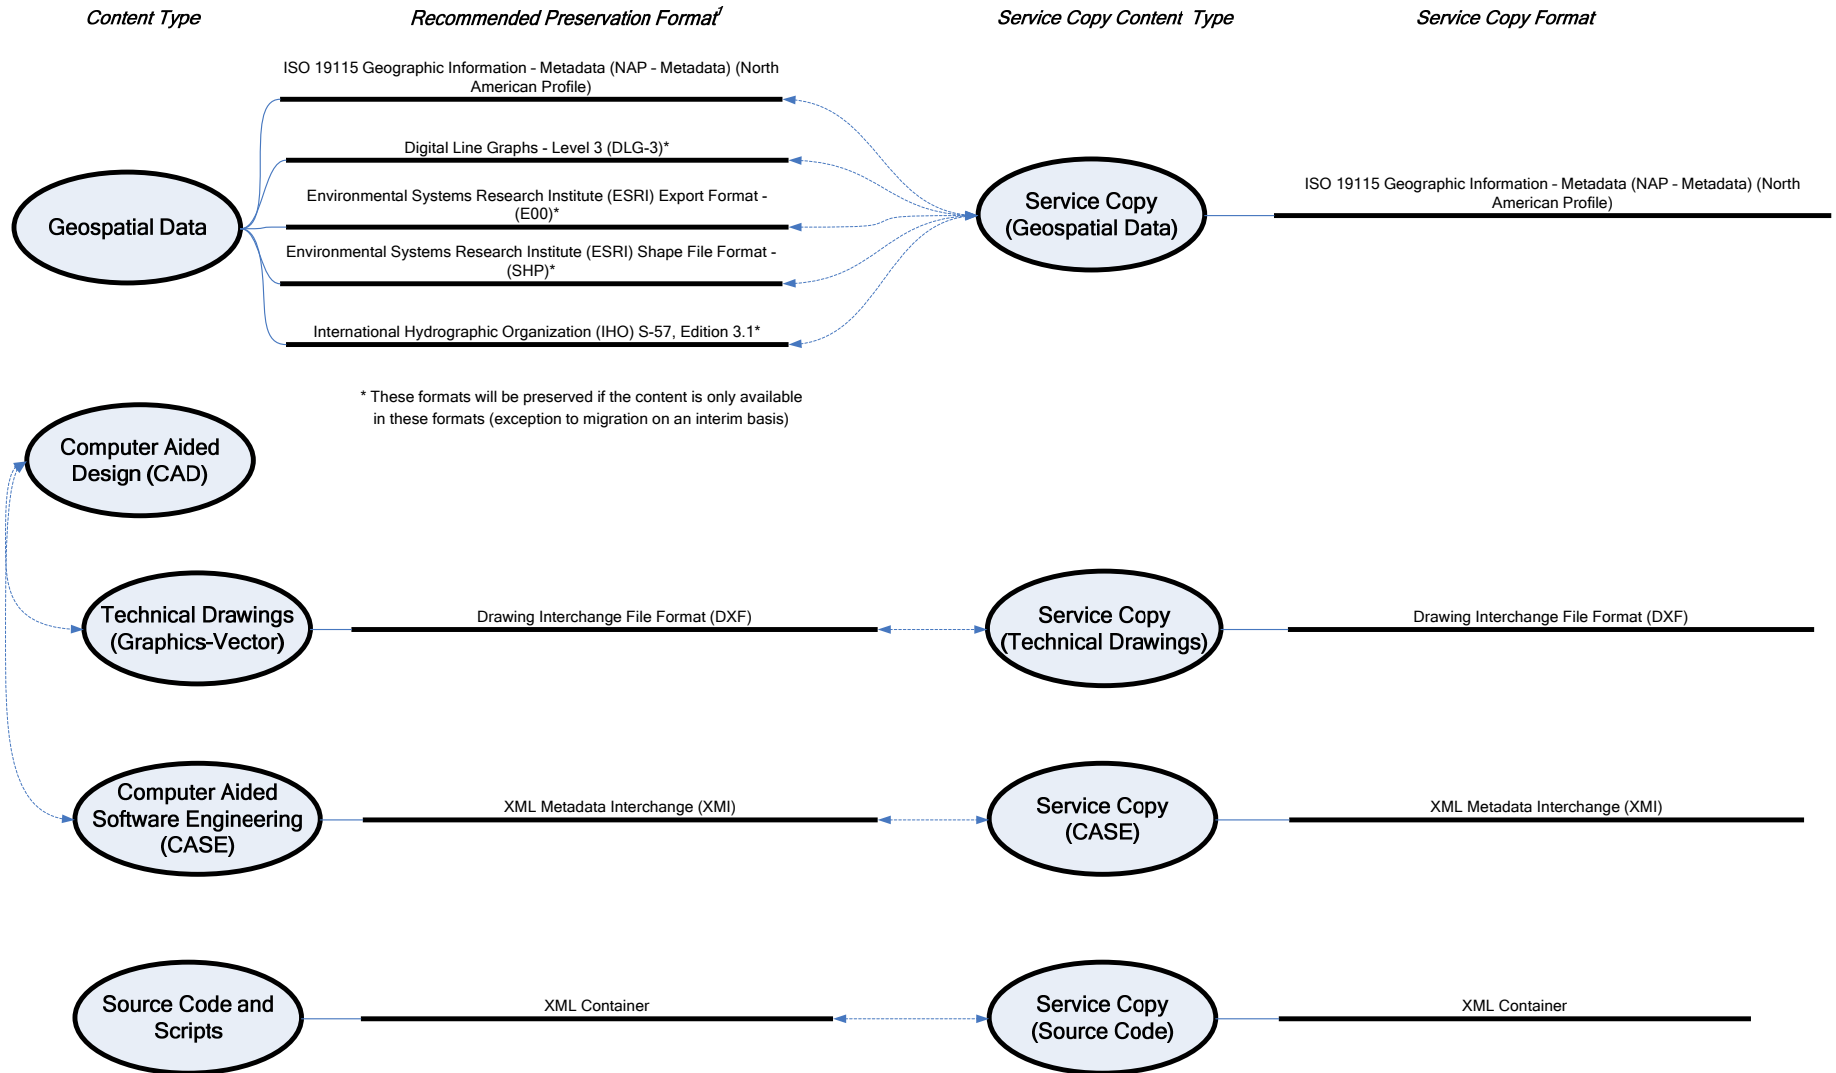 Content Type
Recommended Preservation Format1
Service Copy Content Type
Service Copy Format
ISO 19115 Geographic Information - Metadata (NAP - Metadata) (North
American Profile)
Digital Line Graphs - Level 3 (DLG-3)*
Environmental Systems Research Institute (ESRI) Export Format -
(E00)*
Environmental Systems Research Institute (ESRI) Shape File Format -
(SHP)*
International Hydrographic Organization (IHO) S-57, Edition 3.1*
Geospatial Data
Service Copy
(Geospatial Data)
ISO 19115 Geographic Information - Metadata (NAP - Metadata) (North
American Profile)
* These formats will be preserved if the content is only available
in these formats (exception to migration on an interim basis)
Computer Aided
Design (CAD)
Technical Drawings
(Graphics-Vector)
Drawing Interchange File Format (DXF)
Service Copy
(Technical Drawings)
Drawing Interchange File Format (DXF)
Computer Aided
Software Engineering
(CASE)
XML Metadata Interchange (XMI)
Service Copy
(CASE)
XML Metadata Interchange (XMI)
Source Code and
Scripts
XML Container
Service Copy
(Source Code)
XML Container